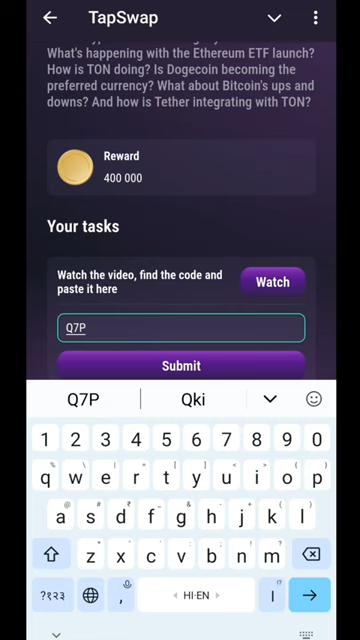 TapSwap
What's happening with the Ethereum ETF launch?
How is TON doing? Is Dogecoin becoming the
preferred currency? What about Bitcoin's ups and
downs? And how is Tether integrating with TON?
Reward
400 000
Your tasks
Watch the video, find the code and
paste it here
Watch
Q7P
Submit
Q7P Qki
1 2 3 4 5 6 7 8 9 0
q w e r t y u i o p
a s d f g h j k l
z x c v b n m
?१२३ , HI·EN